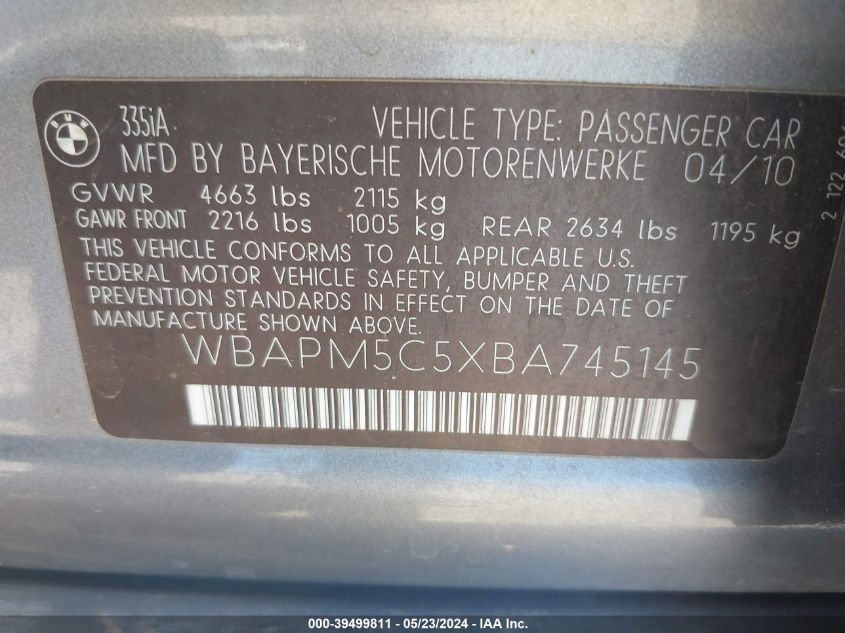 BMW
335iA
VEHICLE TYPE: PASSENGER CAR
MFD BY BAYERISCHE MOTORENWERKE 04/10
GVWR 4663 lbs 2115 kg
GAWR FRONT 2216 lbs 1005 kg REAR 2634 lbs 1195 kg
THIS VEHICLE CONFORMS TO ALL APPLICABLE U.S.
FEDERAL MOTOR VEHICLE SAFETY, BUMPER AND THEFT
PREVENTION STANDARDS IN EFFECT ON THE DATE OF
MANUFACTURE SHOWN ABOVE.
WBAPM5C5XBA745145
2 122
000-39499811 - 05/23/2024 - IAA Inc.